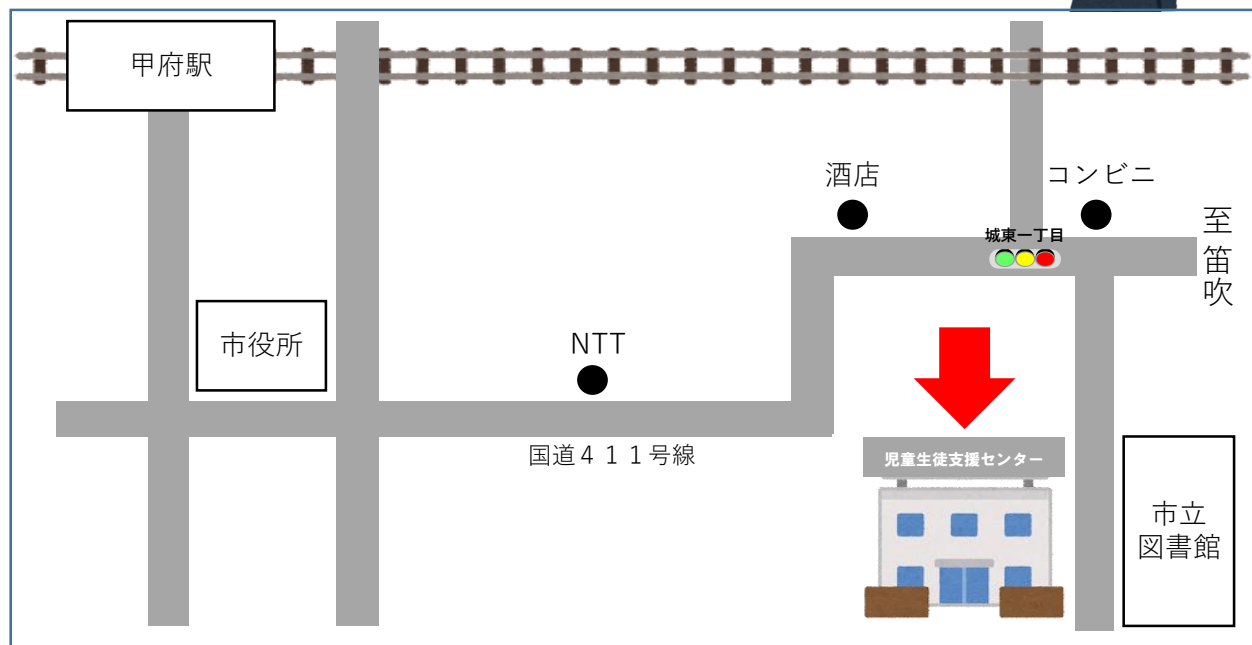 甲府駅
酒店
コンビニ
城東一丁目
至 笛吹
市役所
NTT
国道４１１号線
児童生徒支援センター
市立
図書館